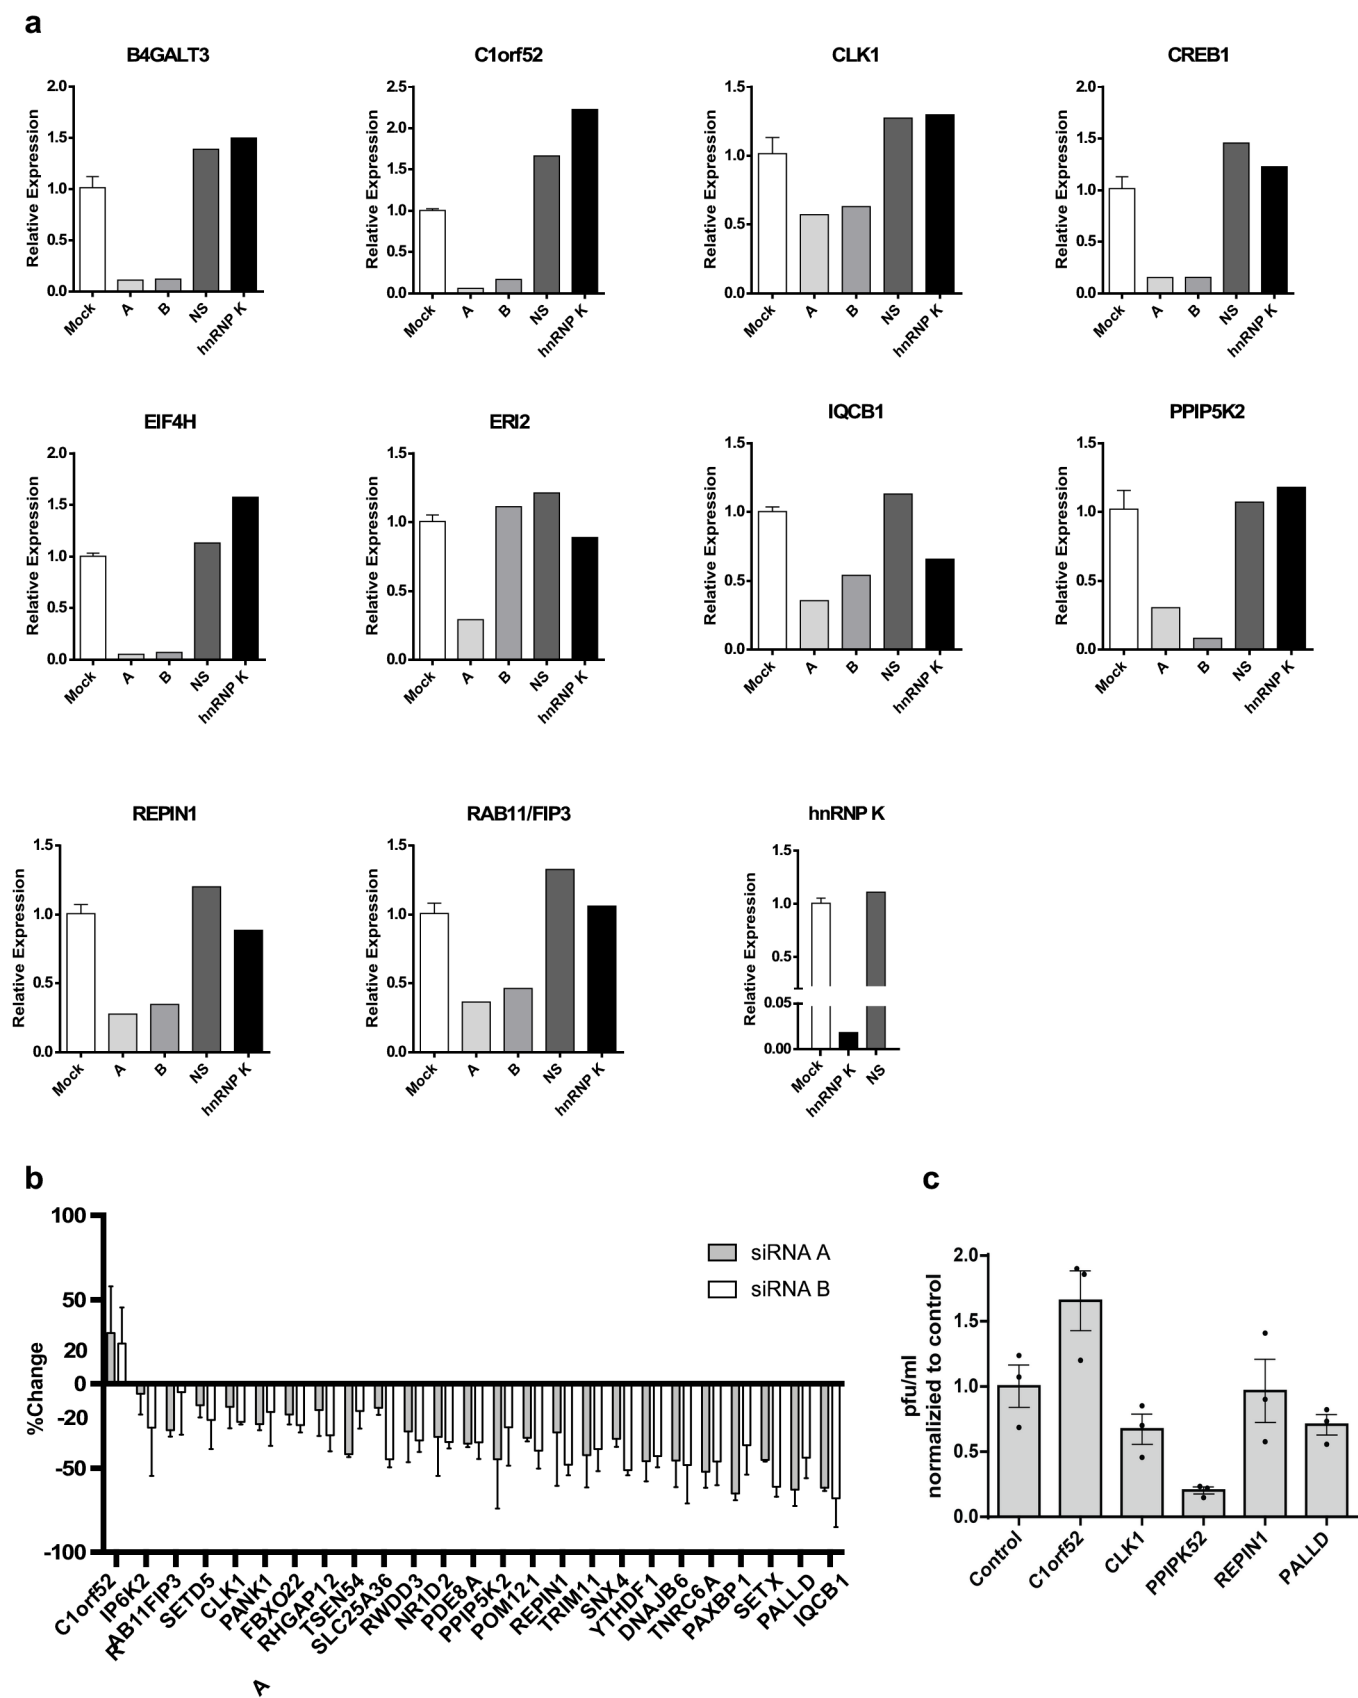 a
B4GALT3
C1orf52
CLK1
CREB1
Relative Expression
2.0
1.5
1.0
0.5
0.0
Mock
A
B
NS
hnRNP K
Relative Expression
2.5
2.0
1.5
1.0
0.5
0.0
Mock
A
B
NS
hnRNP K
Relative Expression
1.5
1.0
0.5
0.0
Mock
A
B
NS
hnRNP K
Relative Expression
2.0
1.5
1.0
0.5
0.0
Mock
A
B
NS
hnRNP K
EIF4H
ERI2
IQCB1
PPIP5K2
Relative Expression
2.0
1.5
1.0
0.5
0.0
Mock
A
B
NS
hnRNP K
Relative Expression
1.5
1.0
0.5
0.0
Mock
A
B
NS
hnRNP K
Relative Expression
1.5
1.0
0.5
0.0
Mock
A
B
NS
hnRNP K
Relative Expression
1.5
1.0
0.5
0.0
Mock
A
B
NS
hnRNP K
REPIN1
RAB11/FIP3
hnRNP K
Relative Expression
1.5
1.0
0.5
0.0
Mock
A
B
NS
hnRNP K
Relative Expression
1.5
1.0
0.5
0.0
Mock
A
B
NS
hnRNP K
Relative Expression
1.5
1.0
0.5
0.05
0.00
Mock
hnRNP K
NS
b
%Change
100
50
20
0
-20
-50
-100
siRNA A
siRNA B
C1orf52
IP6K2
RAB11FIP3
SETD5
CLK1
PANK1
FBXO22
RHGAP12
TSEN54
SLC25A36
RWDD3
NR1D2
PDE8A
PPIP5K2
POM121
REPIN1
TRIM11
SNX4
YTHDF1
DNAJB6
TNRC6A
PAXBP1
SETX
PALLD
IQCB1
A
c
pfu/ml
normalizied to control
2.0
1.5
1.0
0.5
0.0
Control
C1orf52
CLK1
PPIPK52
REPIN1
PALLD